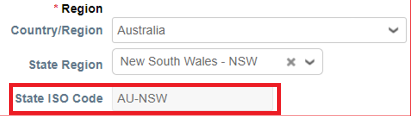 * Region
Country/Region Australia
State Region New South Wales - NSW
State ISO Code AU-NSW